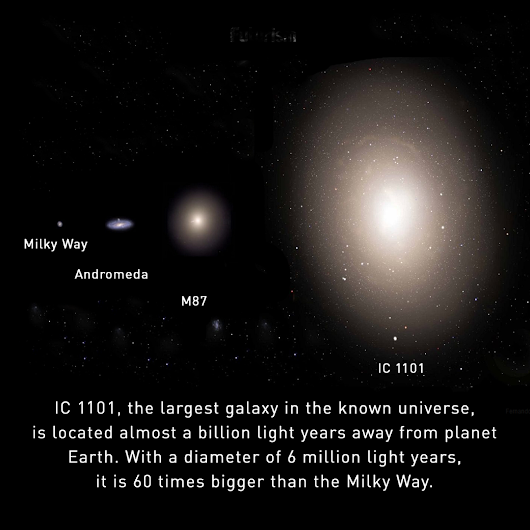 Milky Way
Andromeda
M87
IC 1101
IC 1101, the largest galaxy in the known universe,
is located almost a billion light years away from planet
Earth. With a diameter of 6 million light years,
it is 60 times bigger than the Milky Way.